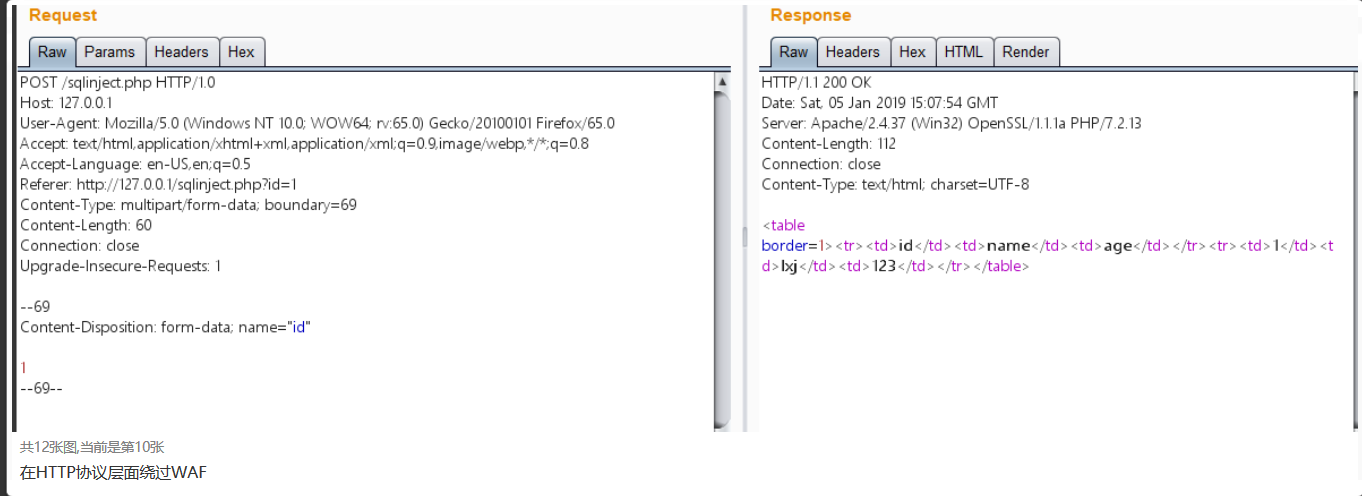 Request
Raw Params Headers Hex
POST /sqlinject.php HTTP/1.0
Host: 127.0.0.1
User-Agent: Mozilla/5.0 (Windows NT 10.0; WOW64; rv:65.0) Gecko/20100101 Firefox/65.0
Accept: text/html,application/xhtml+xml,application/xml;q=0.9,image/webp,*/*;q=0.8
Accept-Language: en-US,en;q=0.5
Referer: http://127.0.0.1/sqlinject.php?id=1
Content-Type: multipart/form-data; boundary=69
Content-Length: 60
Connection: close
Upgrade-Insecure-Requests: 1
--69
Content-Disposition: form-data; name="id"
1
--69--
Response
Raw Headers Hex HTML Render
HTTP/1.1 200 OK
Date: Sat, 05 Jan 2019 15:07:54 GMT
Server: Apache/2.4.37 (Win32) OpenSSL/1.1.1a PHP/7.2.13
Content-Length: 112
Connection: close
Content-Type: text/html; charset=UTF-8
<table
border=1><tr><td>id</td><td>name</td><td>age</td></tr><tr><td>1</td><t
d>lxj</td><td>123</td></tr></table>
共12张图,当前是第10张
在HTTP协议层面绕过WAF